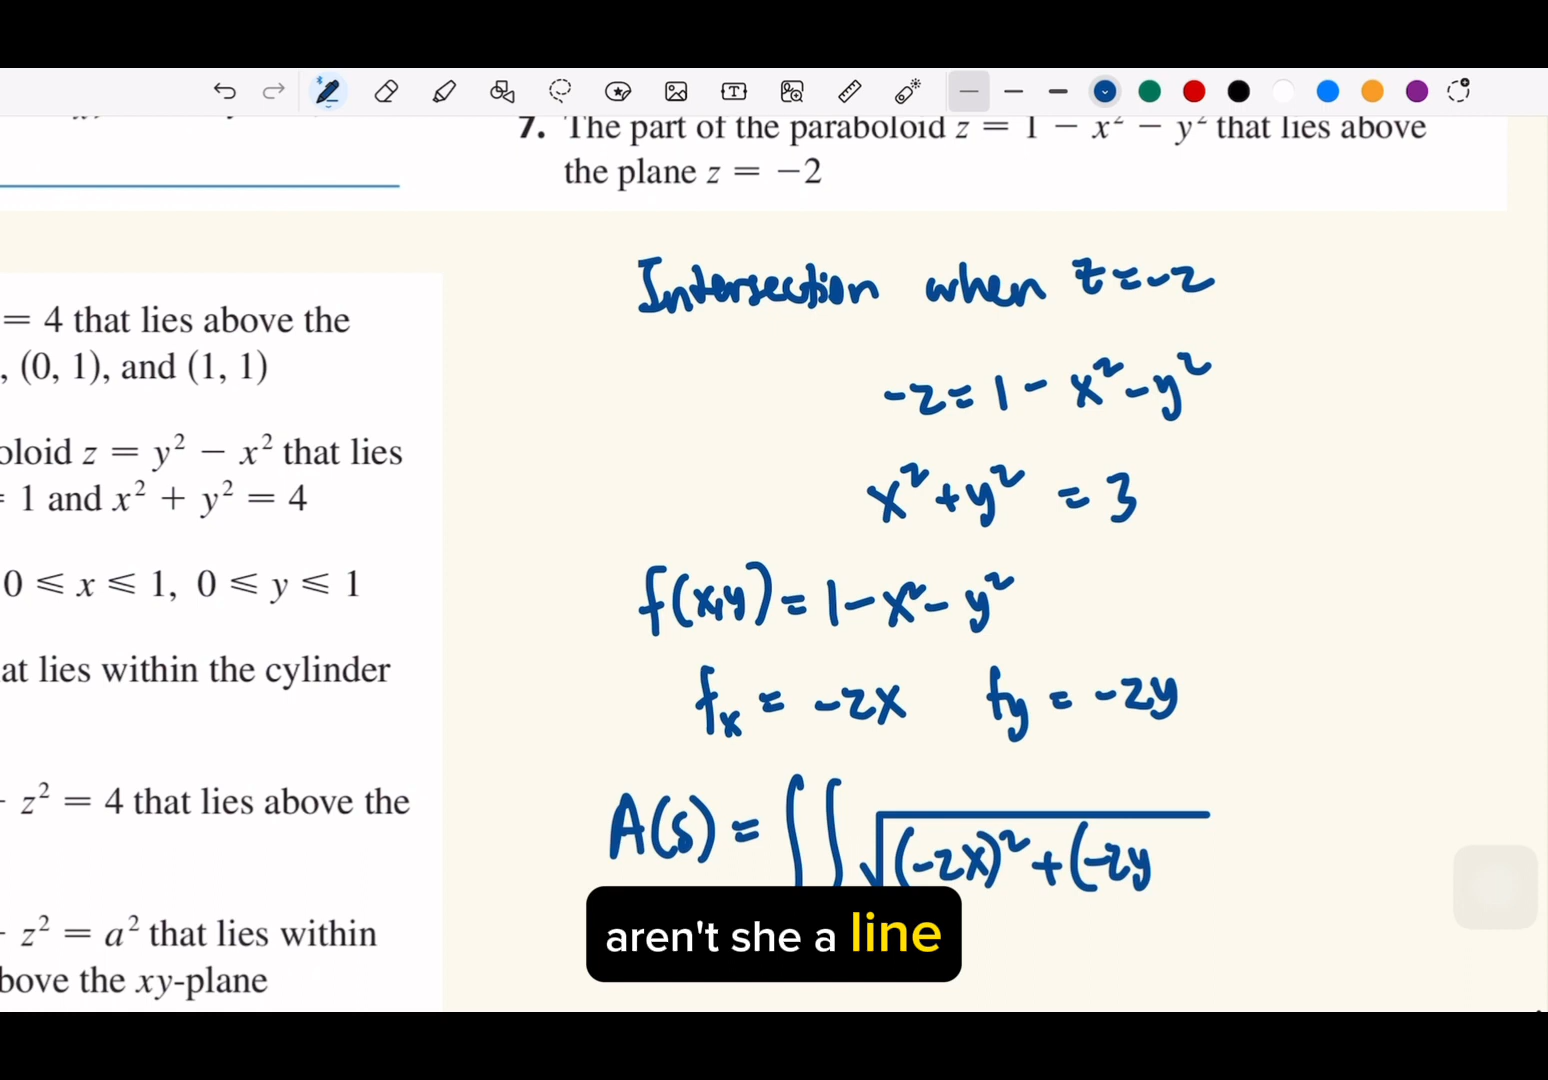 7. The part of the paraboloid z = 1 − x² − y² that lies above
the plane z = −2
= 4 that lies above the
, (0, 1), and (1, 1)
oloid z = y² − x² that lies
= 1 and x² + y² = 4
0 ⩽ x ⩽ 1, 0 ⩽ y ⩽ 1
at lies within the cylinder
z² = 4 that lies above the
z² = a² that lies within
bove the xy-plane
Intersection when z = -2
-2 = 1 - x² - y²
x² + y² = 3
f(x,y) = 1 - x² - y²
fₓ = -2x fy = -2y
A(S) = ∫∫ √(-2x)² + (-2y
aren't she a line